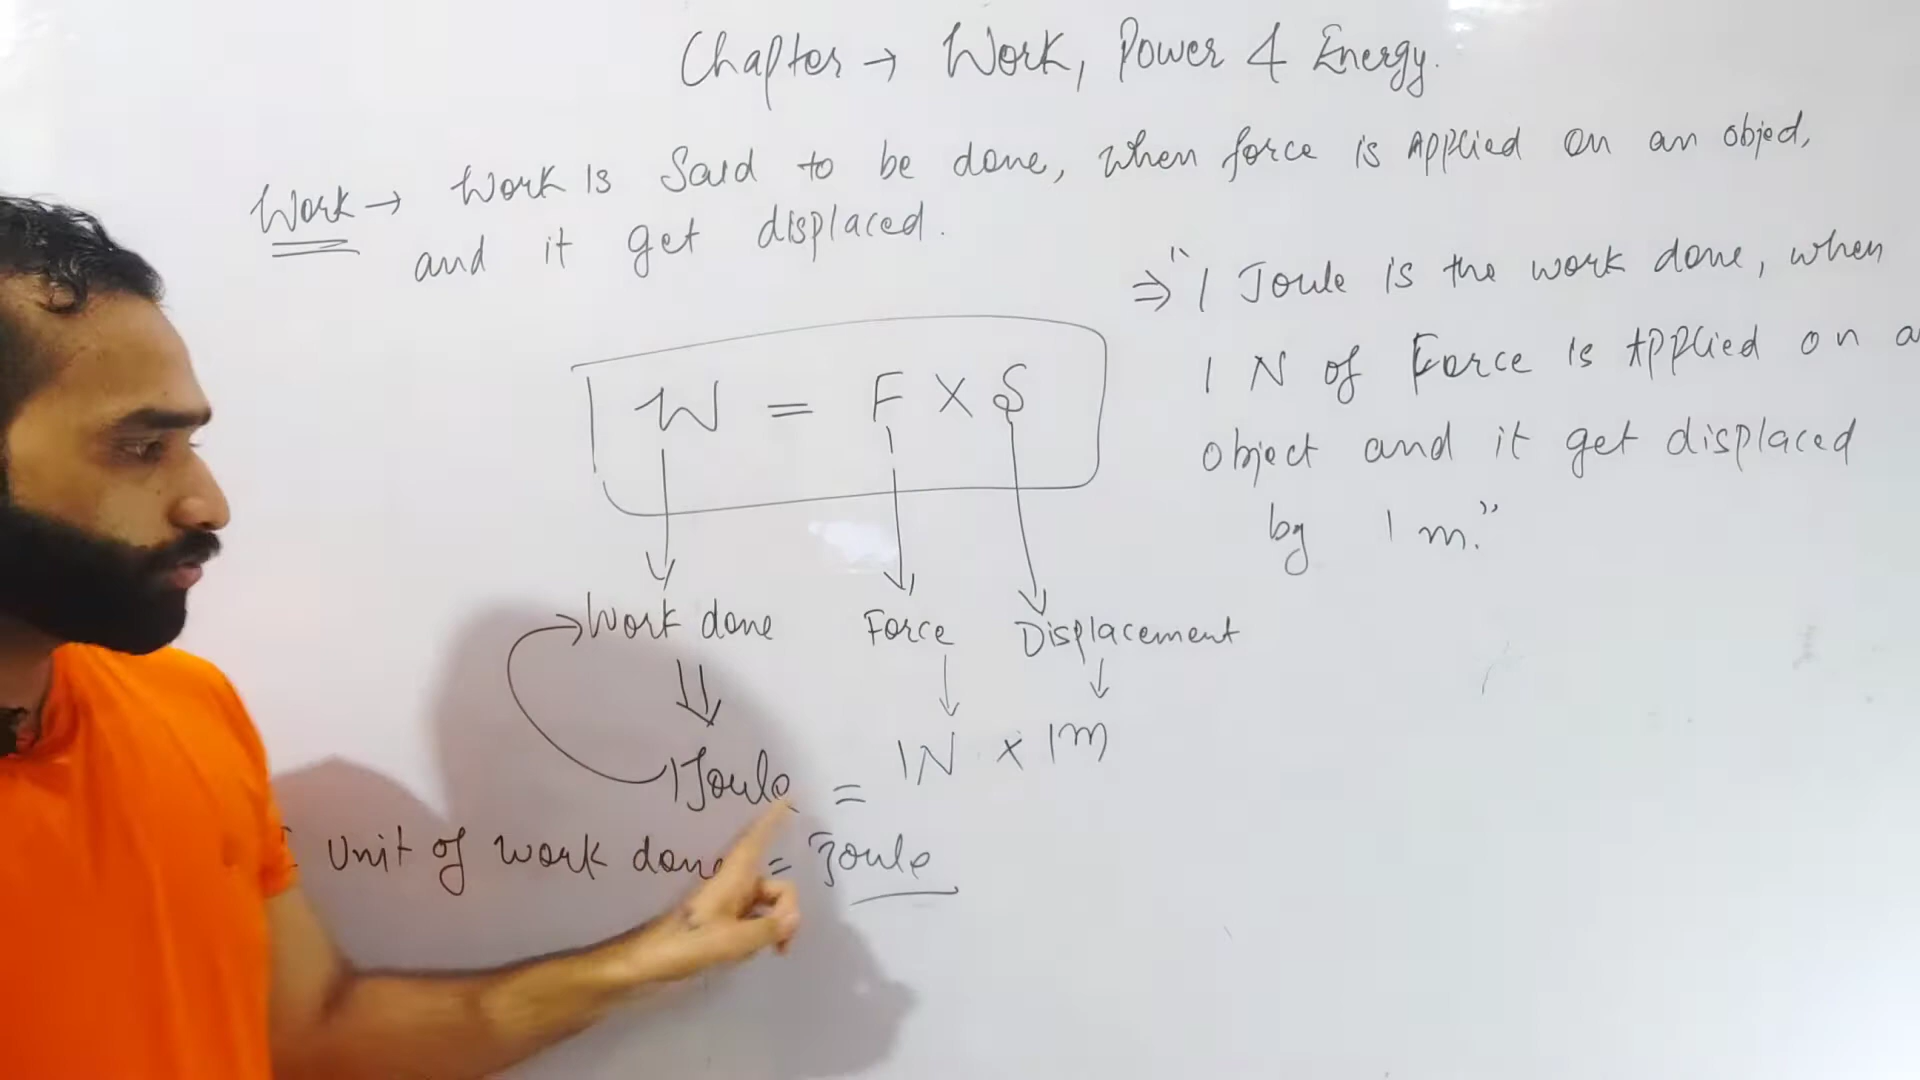 Chapter → Work, Power & Energy.
Work → Work is Said to be done, when force is Applied on an object,
and it get displaced.
W = F X S
Work done Force Displacement
1Joule = 1N x 1m
Unit of work done = Joule
⇒ "1 Joule is the work done, when
1 N of Force is Applied on a
object and it get displaced
by 1 m."